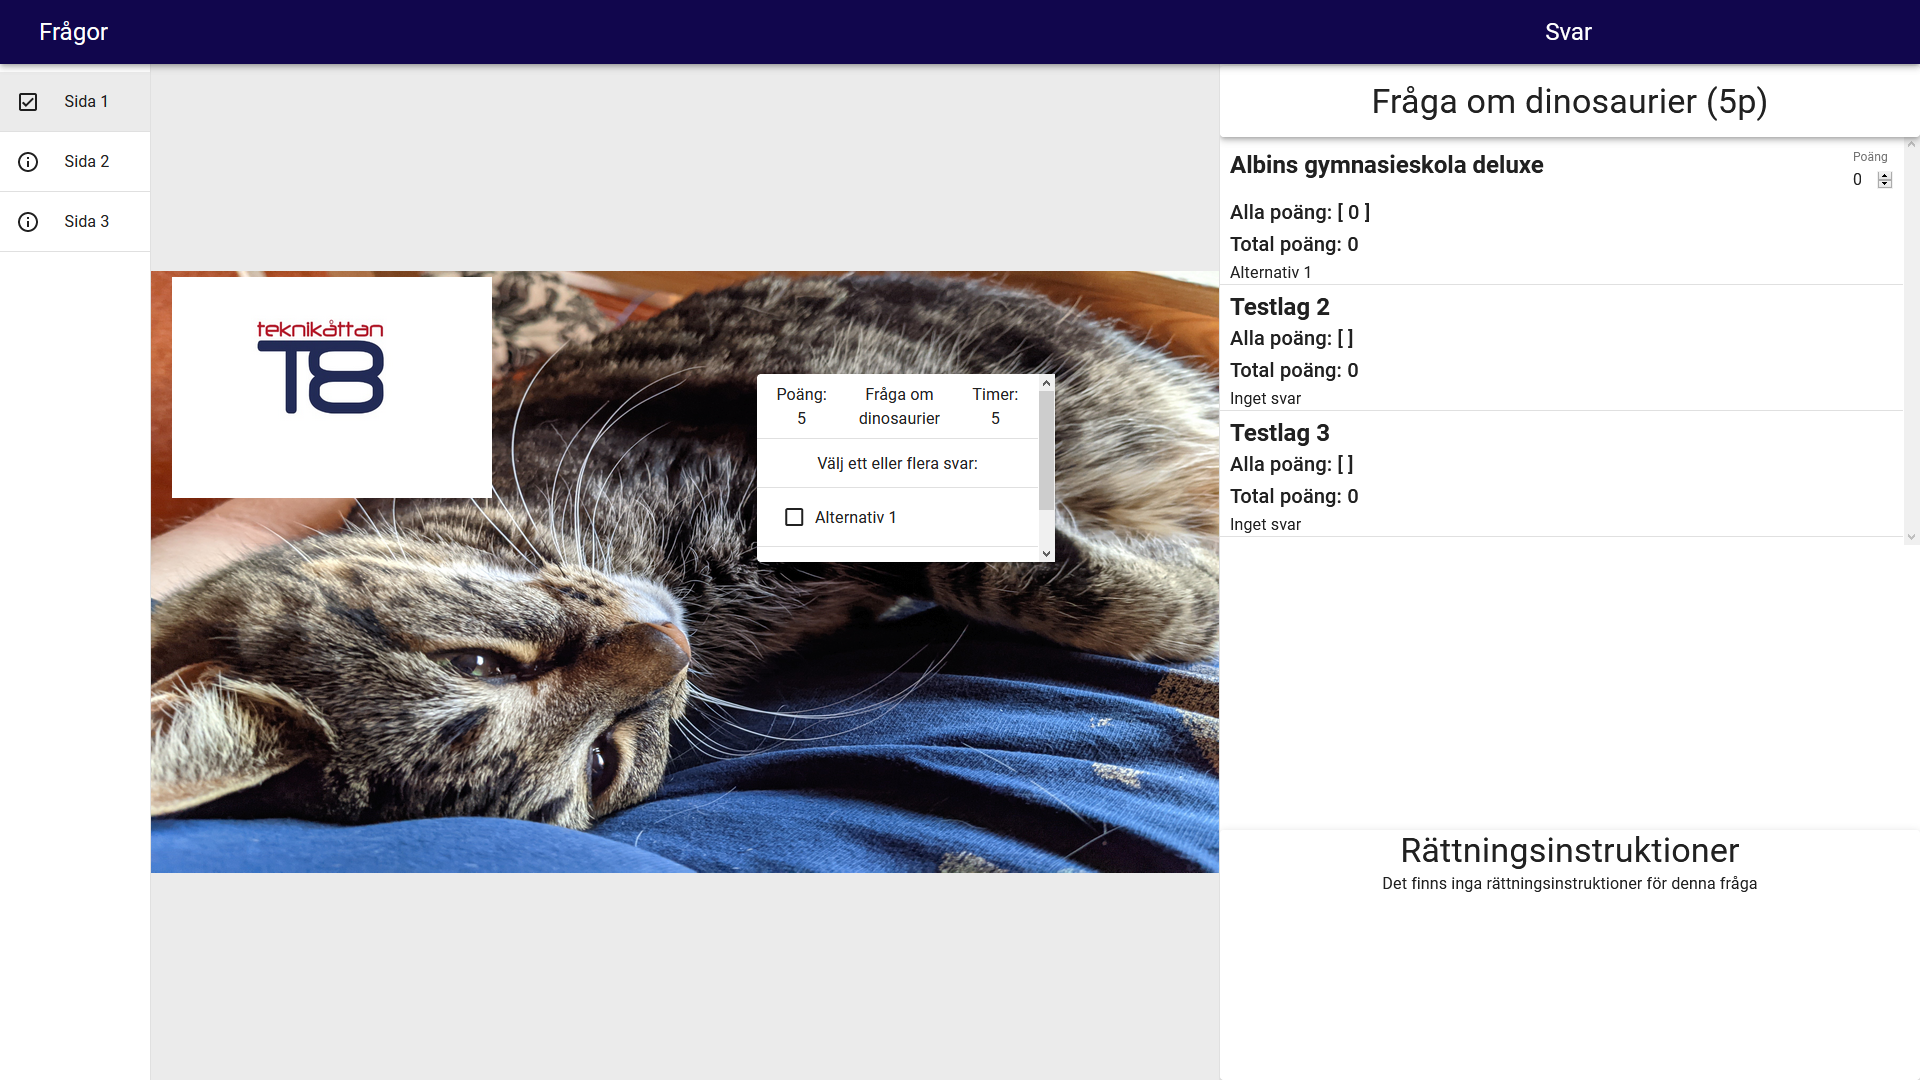 Frågor
Svar
Sida 1
Sida 2
Sida 3
teknikåttan
T8
Poäng:
5
Fråga om
dinosaurier
Timer:
5
Välj ett eller flera svar:
Alternativ 1
Fråga om dinosaurier (5p)
Albins gymnasieskola deluxe
Poäng
0
Alla poäng: [ 0 ]
Total poäng: 0
Alternativ 1
Testlag 2
Alla poäng: [ ]
Total poäng: 0
Inget svar
Testlag 3
Alla poäng: [ ]
Total poäng: 0
Inget svar
Rättningsinstruktioner
Det finns inga rättningsinstruktioner för denna fråga